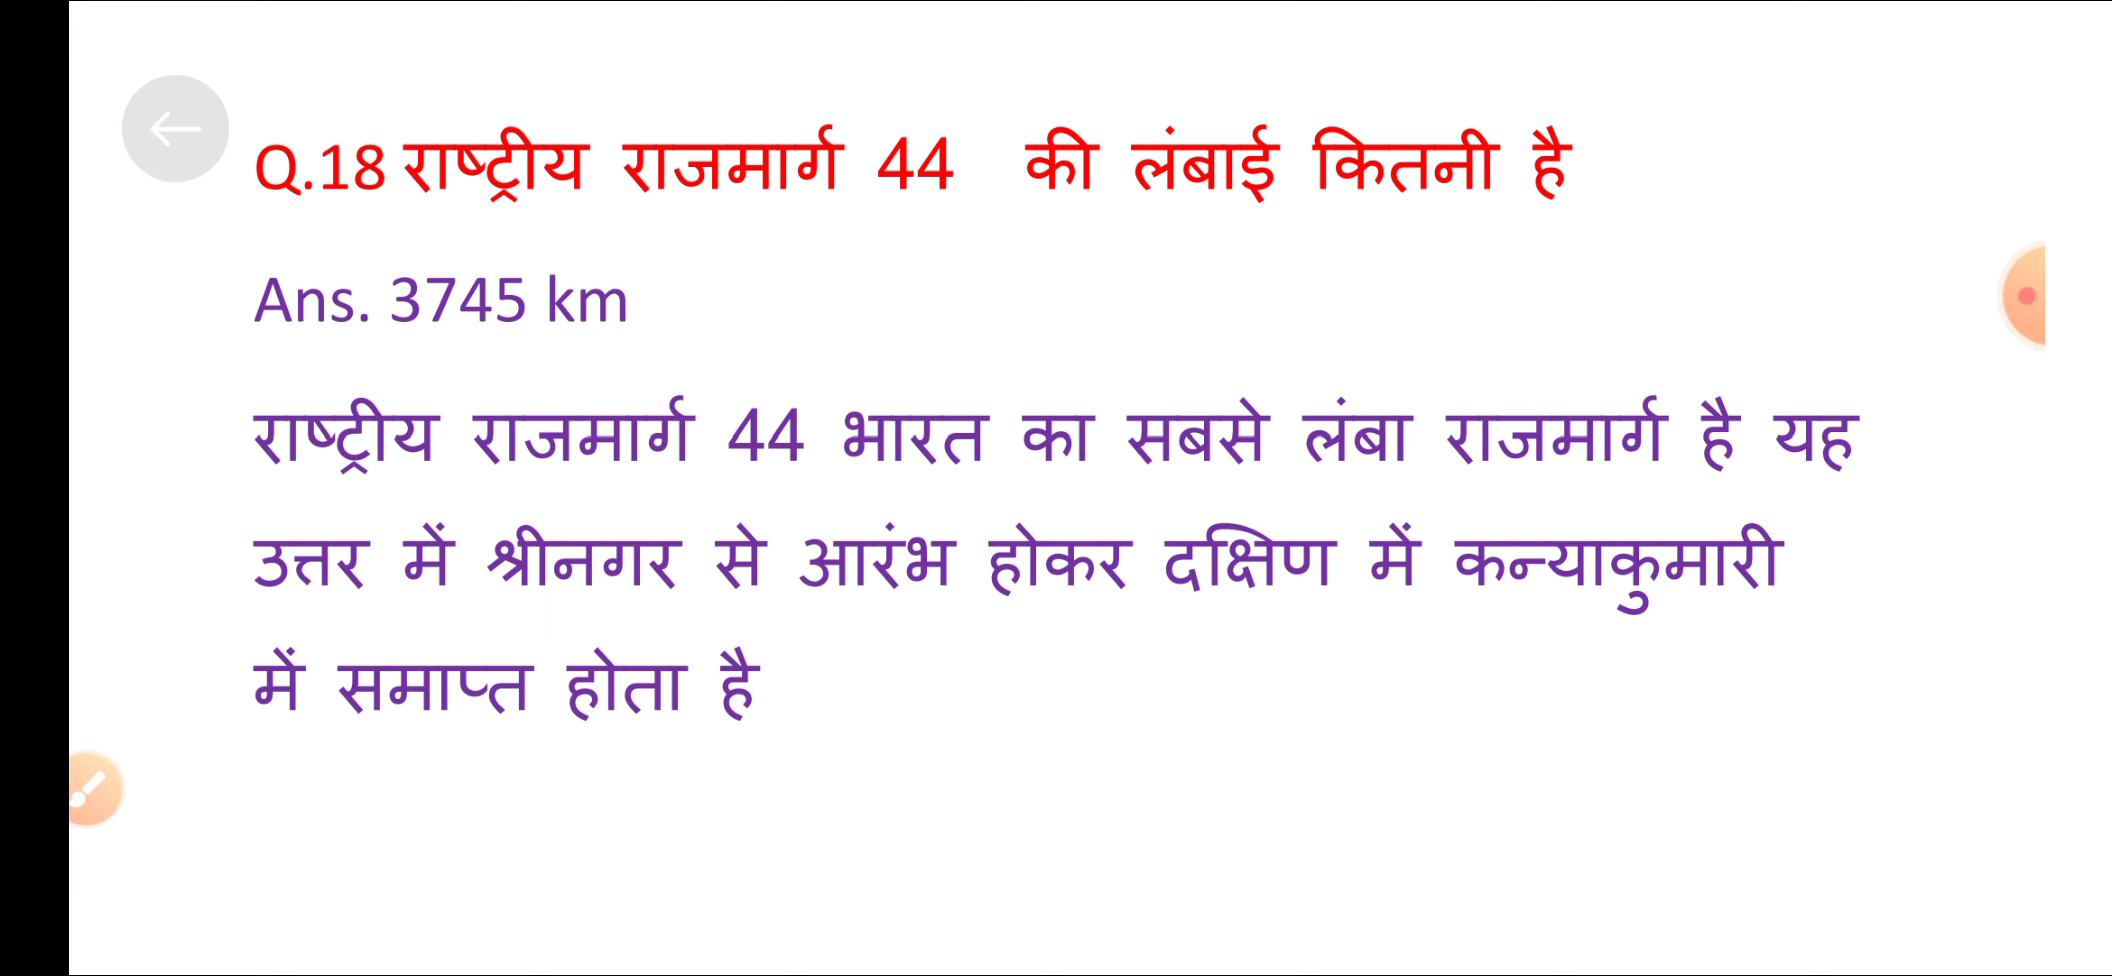 Q.18 राष्ट्रीय राजमार्ग 44 की लंबाई कितनी है
Ans. 3745 km
राष्ट्रीय राजमार्ग 44 भारत का सबसे लंबा राजमार्ग है यह
उत्तर में श्रीनगर से आरंभ होकर दक्षिण में कन्याकुमारी
में समाप्त होता है